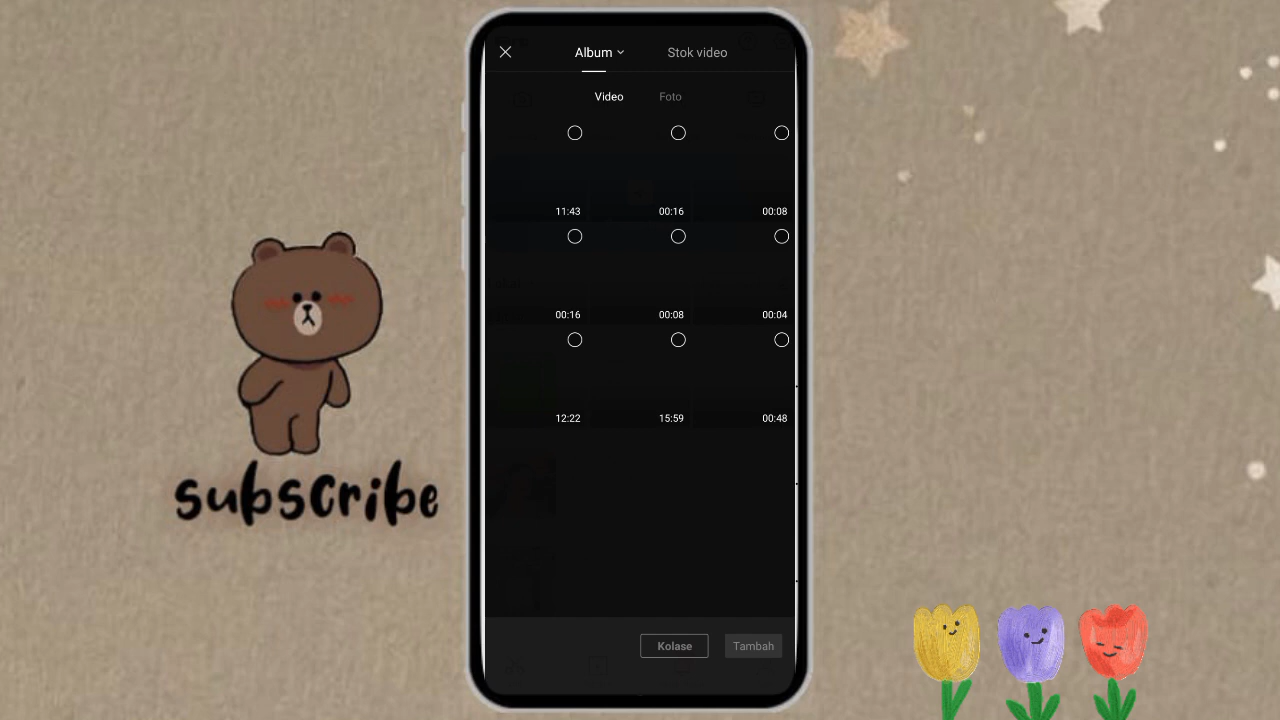 Album Stok video
Video Foto
11:43 00:16 00:08
00:16 00:08 00:04
12:22 15:59 00:48
subscribe
Kolase Tambah